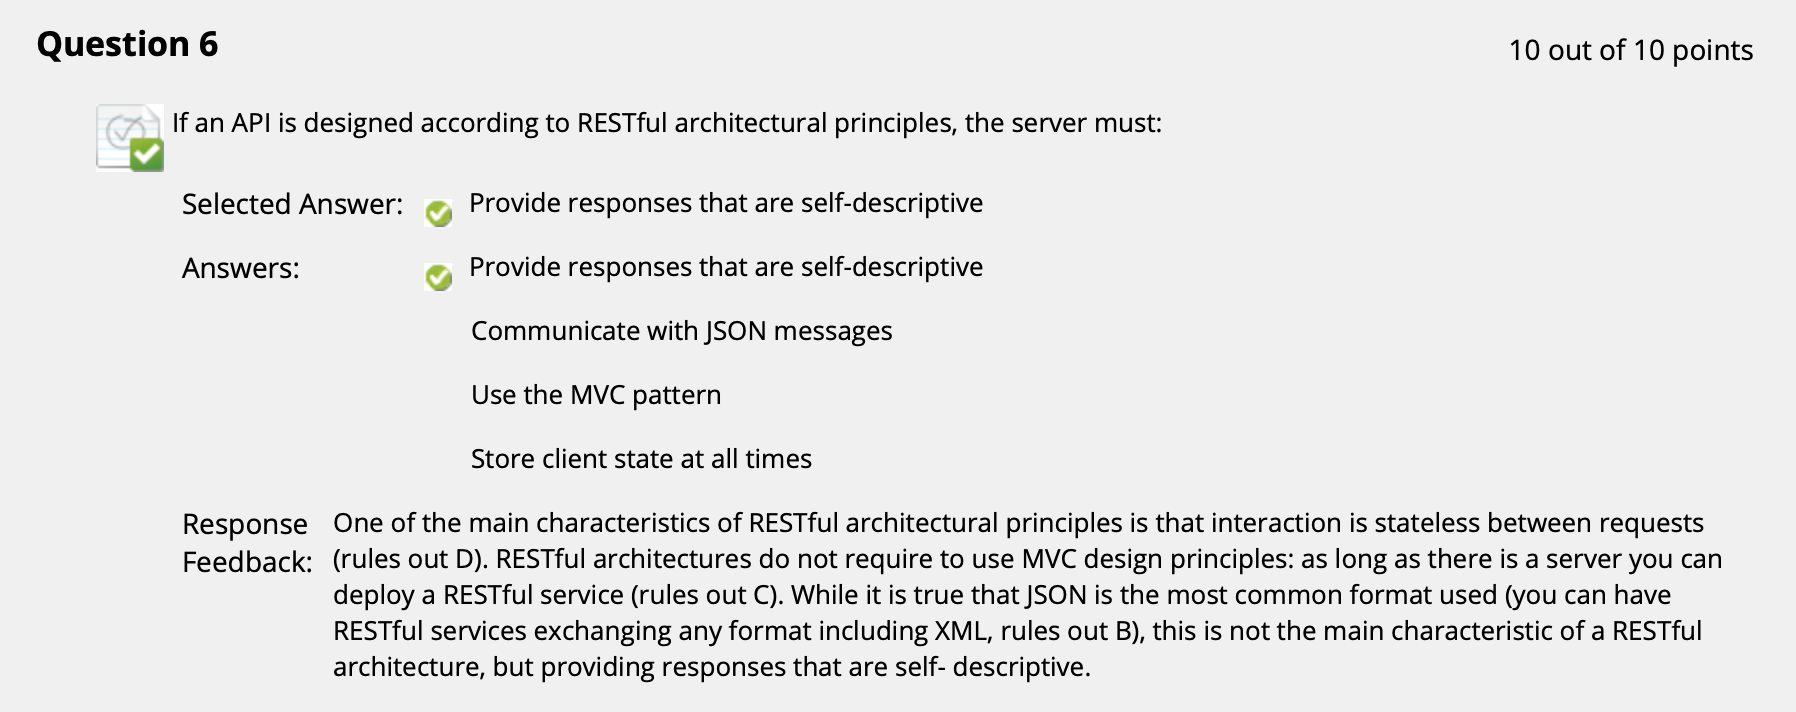 Question 6
10 out of 10 points
If an API is designed according to RESTful architectural principles, the server must:
Selected Answer: Provide responses that are self-descriptive
Answers: Provide responses that are self-descriptive
Communicate with JSON messages
Use the MVC pattern
Store client state at all times
Response Feedback:
One of the main characteristics of RESTful architectural principles is that interaction is stateless between requests
(rules out D). RESTful architectures do not require to use MVC design principles: as long as there is a server you can
deploy a RESTful service (rules out C). While it is true that JSON is the most common format used (you can have
RESTful services exchanging any format including XML, rules out B), this is not the main characteristic of a RESTful
architecture, but providing responses that are self- descriptive.